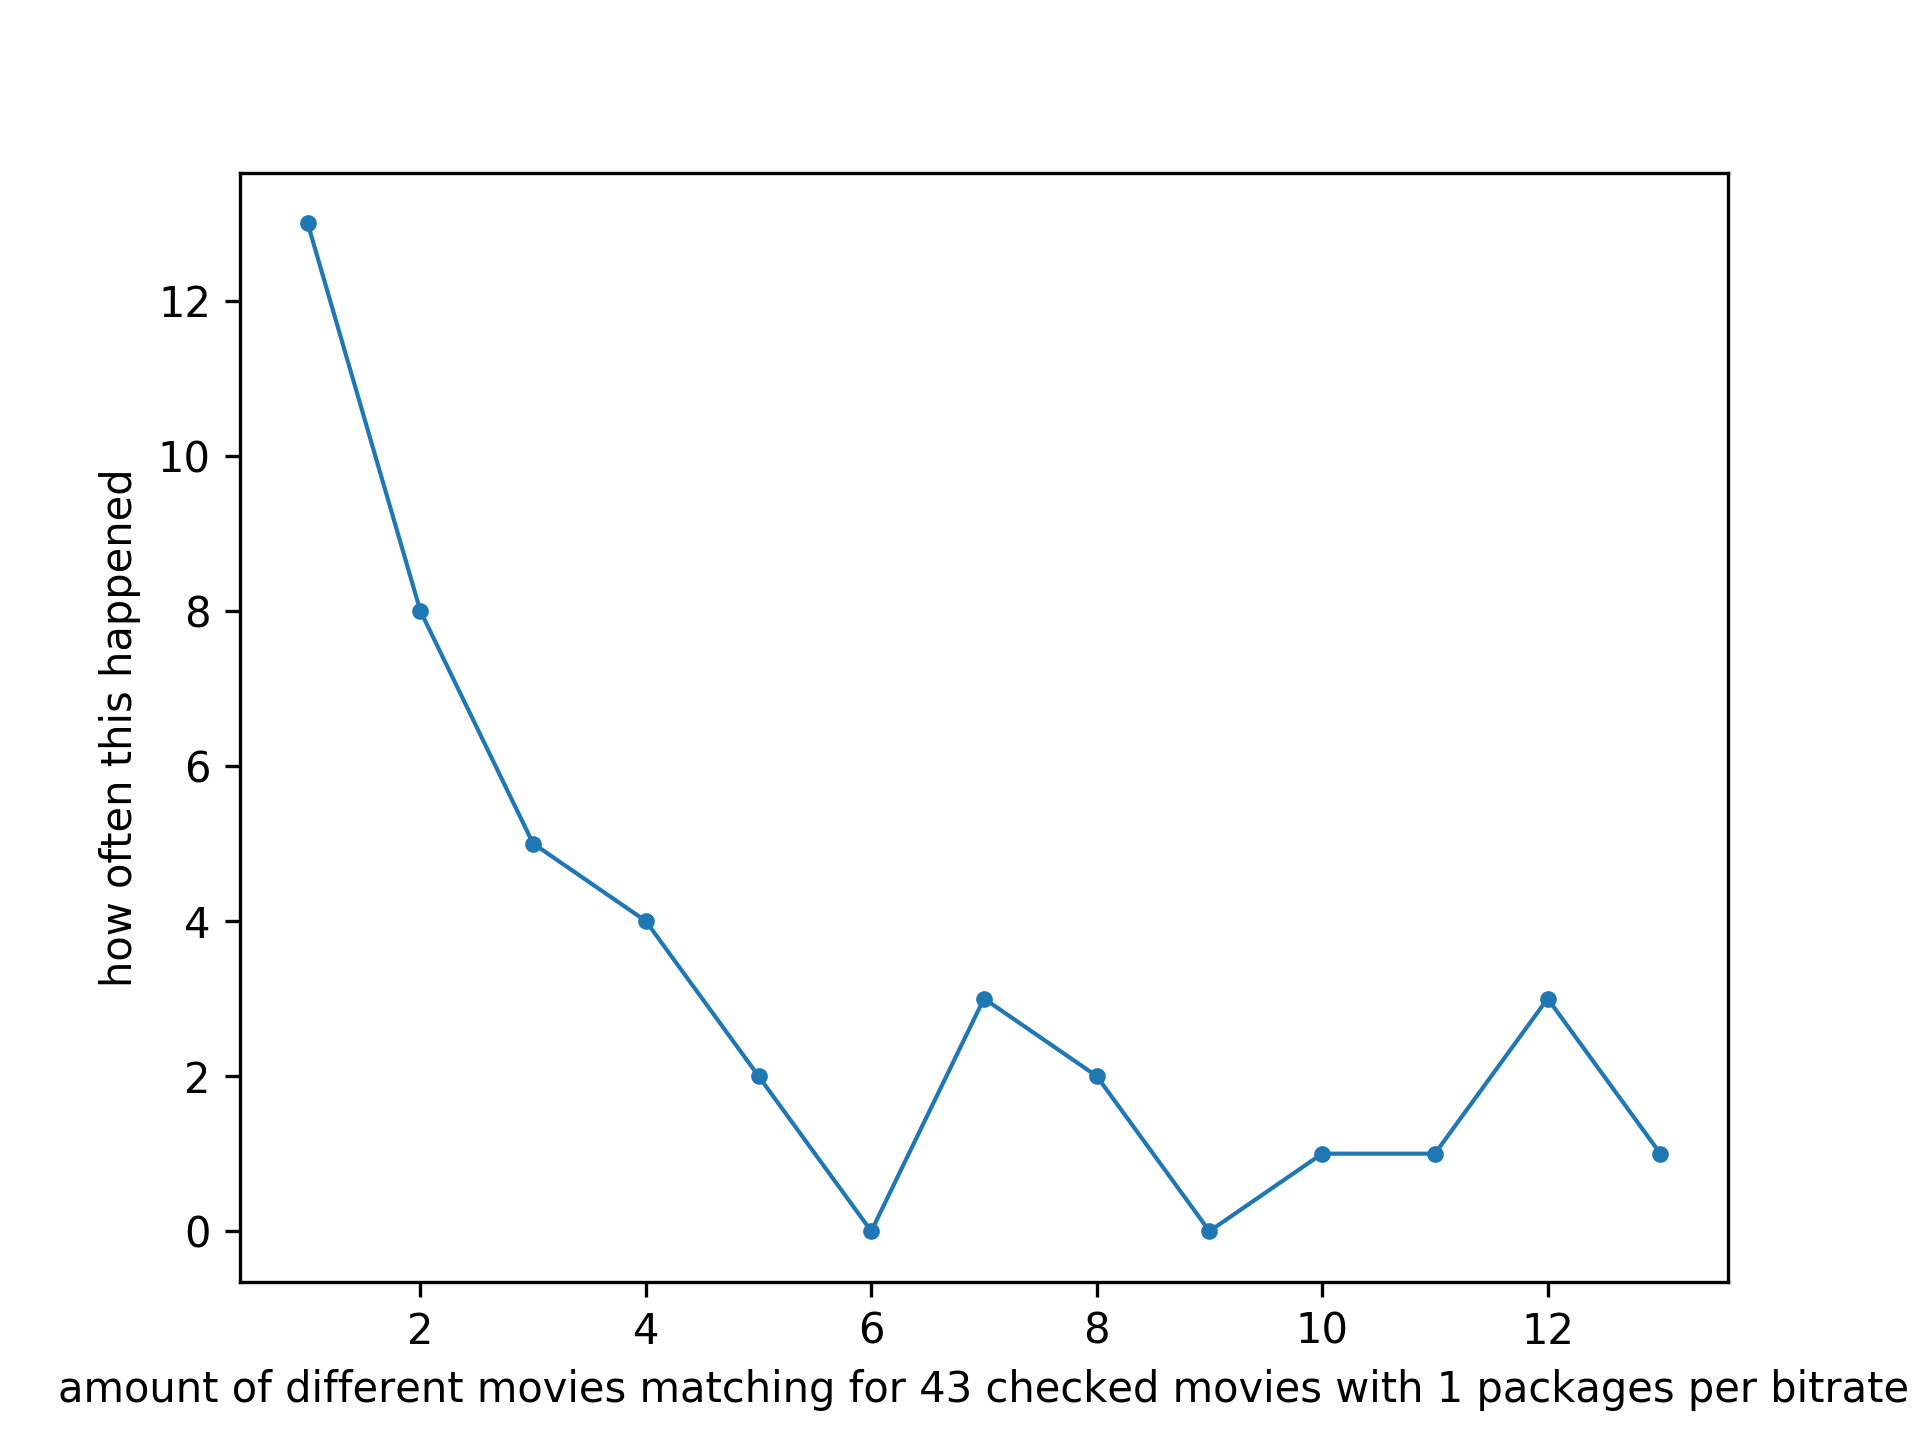 how often this happened
12
10
8
6
4
2
0
2 4 6 8 10 12
amount of different movies matching for 43 checked movies with 1 packages per bitrate